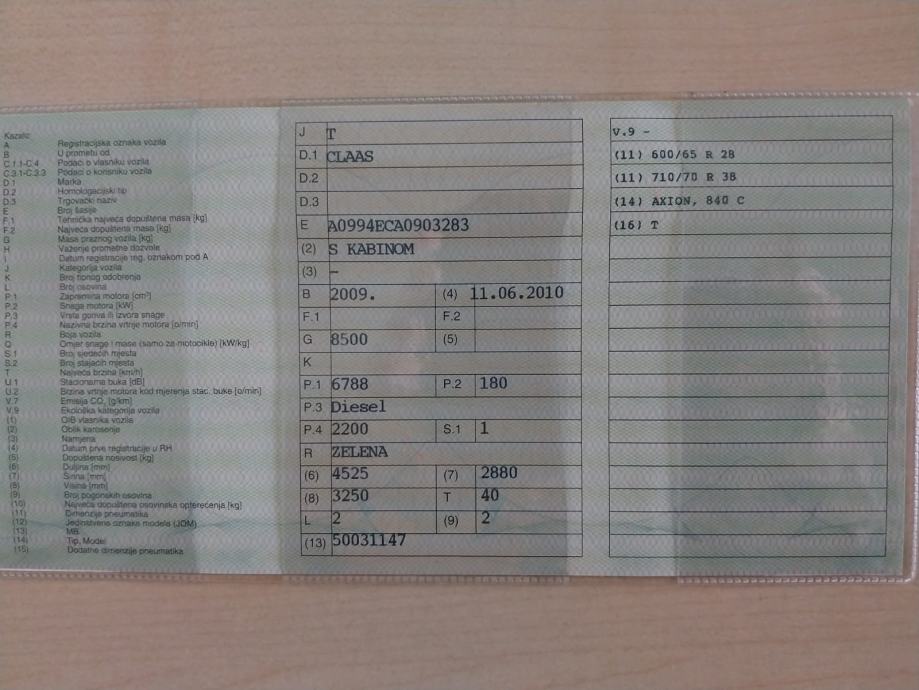 Kazalo:
A Registracijska oznaka vozila
B U prometu od
C.1.1-C.4 Podaci o vlasniku vozila
C.3.1-C.3.3 Podaci o korisniku vozila
D.1 Marka
D.2 Homologacijski tip
D.3 Trgovački naziv
E Broj šasije
F.1 Tehnička najveća dopuštena masa [kg]
F.2 Najveća dopuštena masa [kg]
G Masa praznog vozila [kg]
H Važenje prometne dozvole
I Datum registracije reg. oznakom pod A
J Kategorija vozila
K Broj tipnog odobrenja
L Broj osovina
P.1 Zapremina motora [cm³]
P.2 Snaga motora [kW]
P.3 Vrsta goriva ili izvora snage
P.4 Nazivna brzina vrtnje motora [o/min]
R Boja vozila
Q Omjer snage i mase (samo za motocikle) [kW/kg]
S.1 Broj sjedećih mjesta
S.2 Broj stajaćih mjesta
T Najveća brzina [km/h]
U.1 Stacionarna buka [dB]
U.2 Brzina vrtnje motora kod mjerenja stac. buke [o/min]
V.7 Emisija CO₂ [g/km]
V.9 Ekološka kategorija vozila
(1) OIB vlasnika vozila
(2) Oblik karoserije
(3) Namjena
(4) Datum prve registracije u RH
(5) Dopuštena nosivost [kg]
(6) Duljina [mm]
(7) Širina [mm]
(8) Visina [mm]
(9) Broj pogonskih osovina
(10) Najveća dopuštena osovinska opterećenja [kg]
(11) Dimenzije pneumatika
(12) Jedinstvena oznaka modela (JOM)
(13) MB
(14) Tip, Model
(15) Dodatne dimenzije pneumatika
J T
D.1 CLAAS
D.2
D.3
E A0994ECA0903283
(2) S KABINOM
(3) –
B 2009. (4) 11.06.2010
F.1 F.2
G 8500 (5)
K
P.1 6788 P.2 180
P.3 Diesel
P.4 2200 S.1 1
R ZELENA
(6) 4525 (7) 2880
(8) 3250 T 40
L 2 (9) 2
(13) 50031147
V.9 -
(11) 600/65 R 28
(11) 710/70 R 38
(14) AXION, 840 C
(16) T